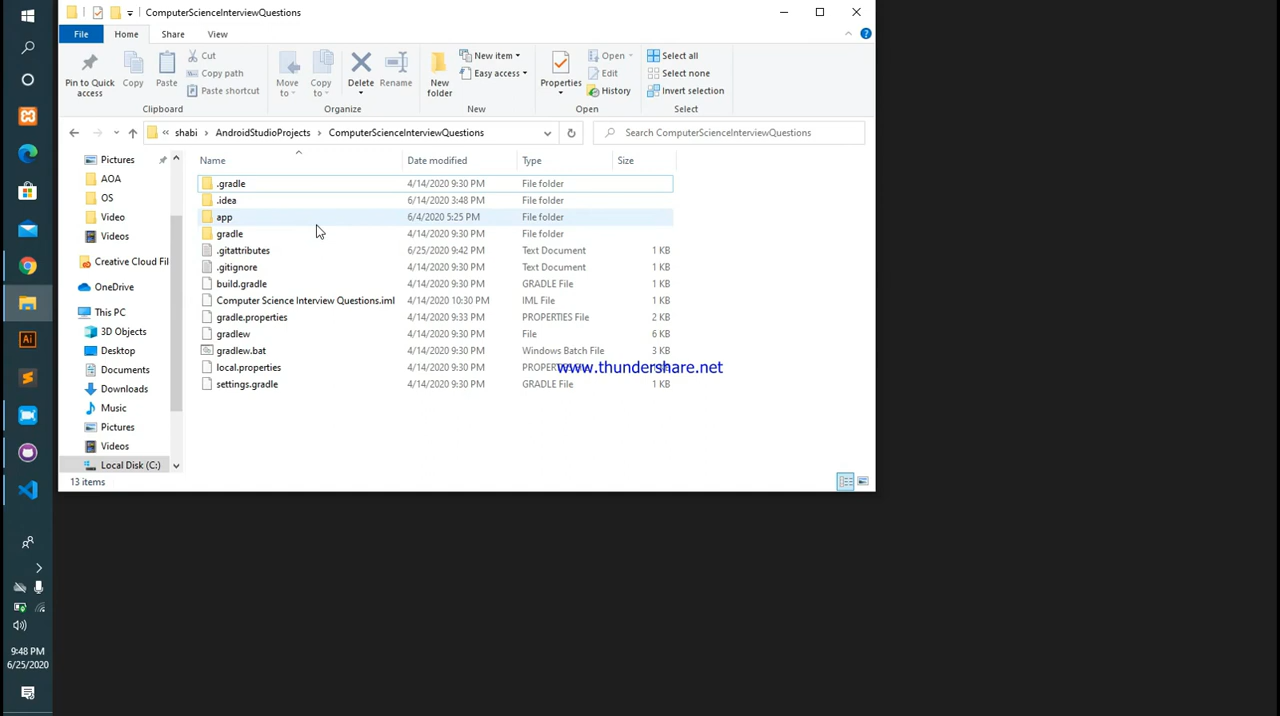 ComputerScienceInterviewQuestions
File Home Share View
Pin to Quick access
Copy
Paste
Cut
Copy path
Paste shortcut
Clipboard
Move to
Copy to
Delete
Rename
Organize
New folder
New item
Easy access
New
Properties
Open
Edit
History
Open
Select all
Select none
Invert selection
Select
« shabi > AndroidStudioProjects > ComputerScienceInterviewQuestions
Search ComputerScienceInterviewQuestions
Pictures
AOA
OS
Video
Videos
Creative Cloud Fil
OneDrive
This PC
3D Objects
Desktop
Documents
Downloads
Music
Pictures
Videos
Local Disk (C:)
Name Date modified Type Size
.gradle 4/14/2020 9:30 PM File folder
.idea 6/14/2020 3:48 PM File folder
app 6/4/2020 5:25 PM File folder
gradle 4/14/2020 9:30 PM File folder
.gitattributes 6/25/2020 9:42 PM Text Document 1 KB
.gitignore 4/14/2020 9:30 PM Text Document 1 KB
build.gradle 4/14/2020 9:30 PM GRADLE File 1 KB
Computer Science Interview Questions.iml 4/14/2020 10:30 PM IML File 1 KB
gradle.properties 4/14/2020 9:33 PM PROPERTIES File 2 KB
gradlew 4/14/2020 9:30 PM File 6 KB
gradlew.bat 4/14/2020 9:30 PM Windows Batch File 3 KB
local.properties 4/14/2020 9:30 PM
www.thundershare.net
settings.gradle 4/14/2020 9:30 PM GRADLE File 1 KB
13 items
Ai
9:48 PM
6/25/2020